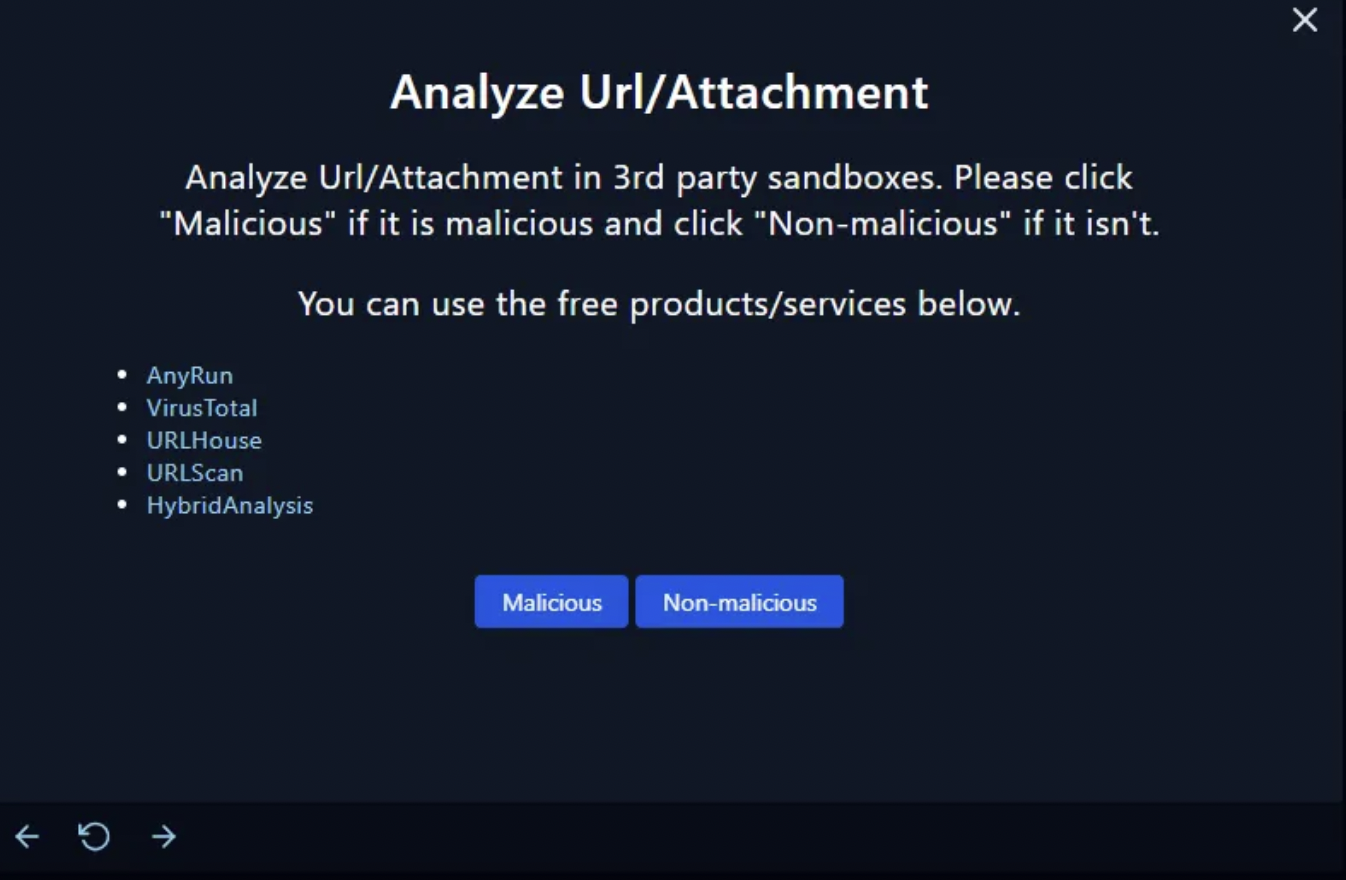 Analyze Url/Attachment
Analyze Url/Attachment in 3rd party sandboxes. Please click
"Malicious" if it is malicious and click "Non-malicious" if it isn't.
You can use the free products/services below.
AnyRun
VirusTotal
URLHouse
URLScan
HybridAnalysis
Malicious
Non-malicious